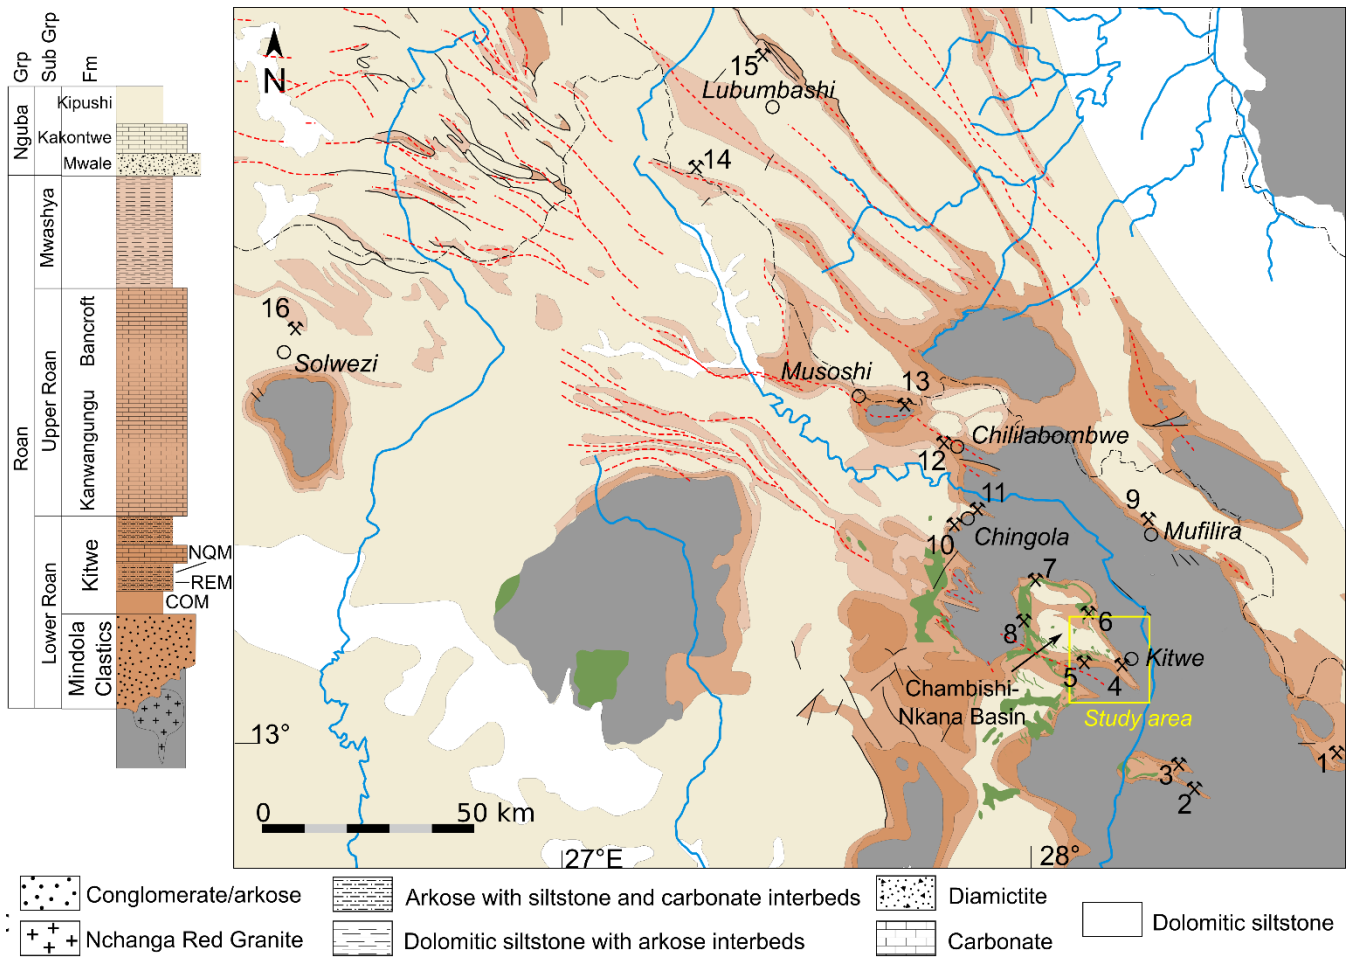 Grp
Sub Grp
Fm
Nguba
Kipushi
Kakontwe
Mwale
Mwashya
Roan
Upper Roan
Bancroft
Kanwangungu
Lower Roan
Kitwe
NQM
REM
COM
Mindola
Clastics
N
15
Lubumbashi
14
16
Solwezi
Musoshi
13
Chililabombwe
12
11
10
Chingola
9
Mufilira
7
6
8
Kitwe
5
4
Chambishi-
Nkana Basin
Study area
13°
1
3
2
0
50 km
27°E
28°
Conglomerate/arkose
Arkose with siltstone and carbonate interbeds
Diamictite
Dolomitic siltstone
Nchanga Red Granite
Dolomitic siltstone with arkose interbeds
Carbonate